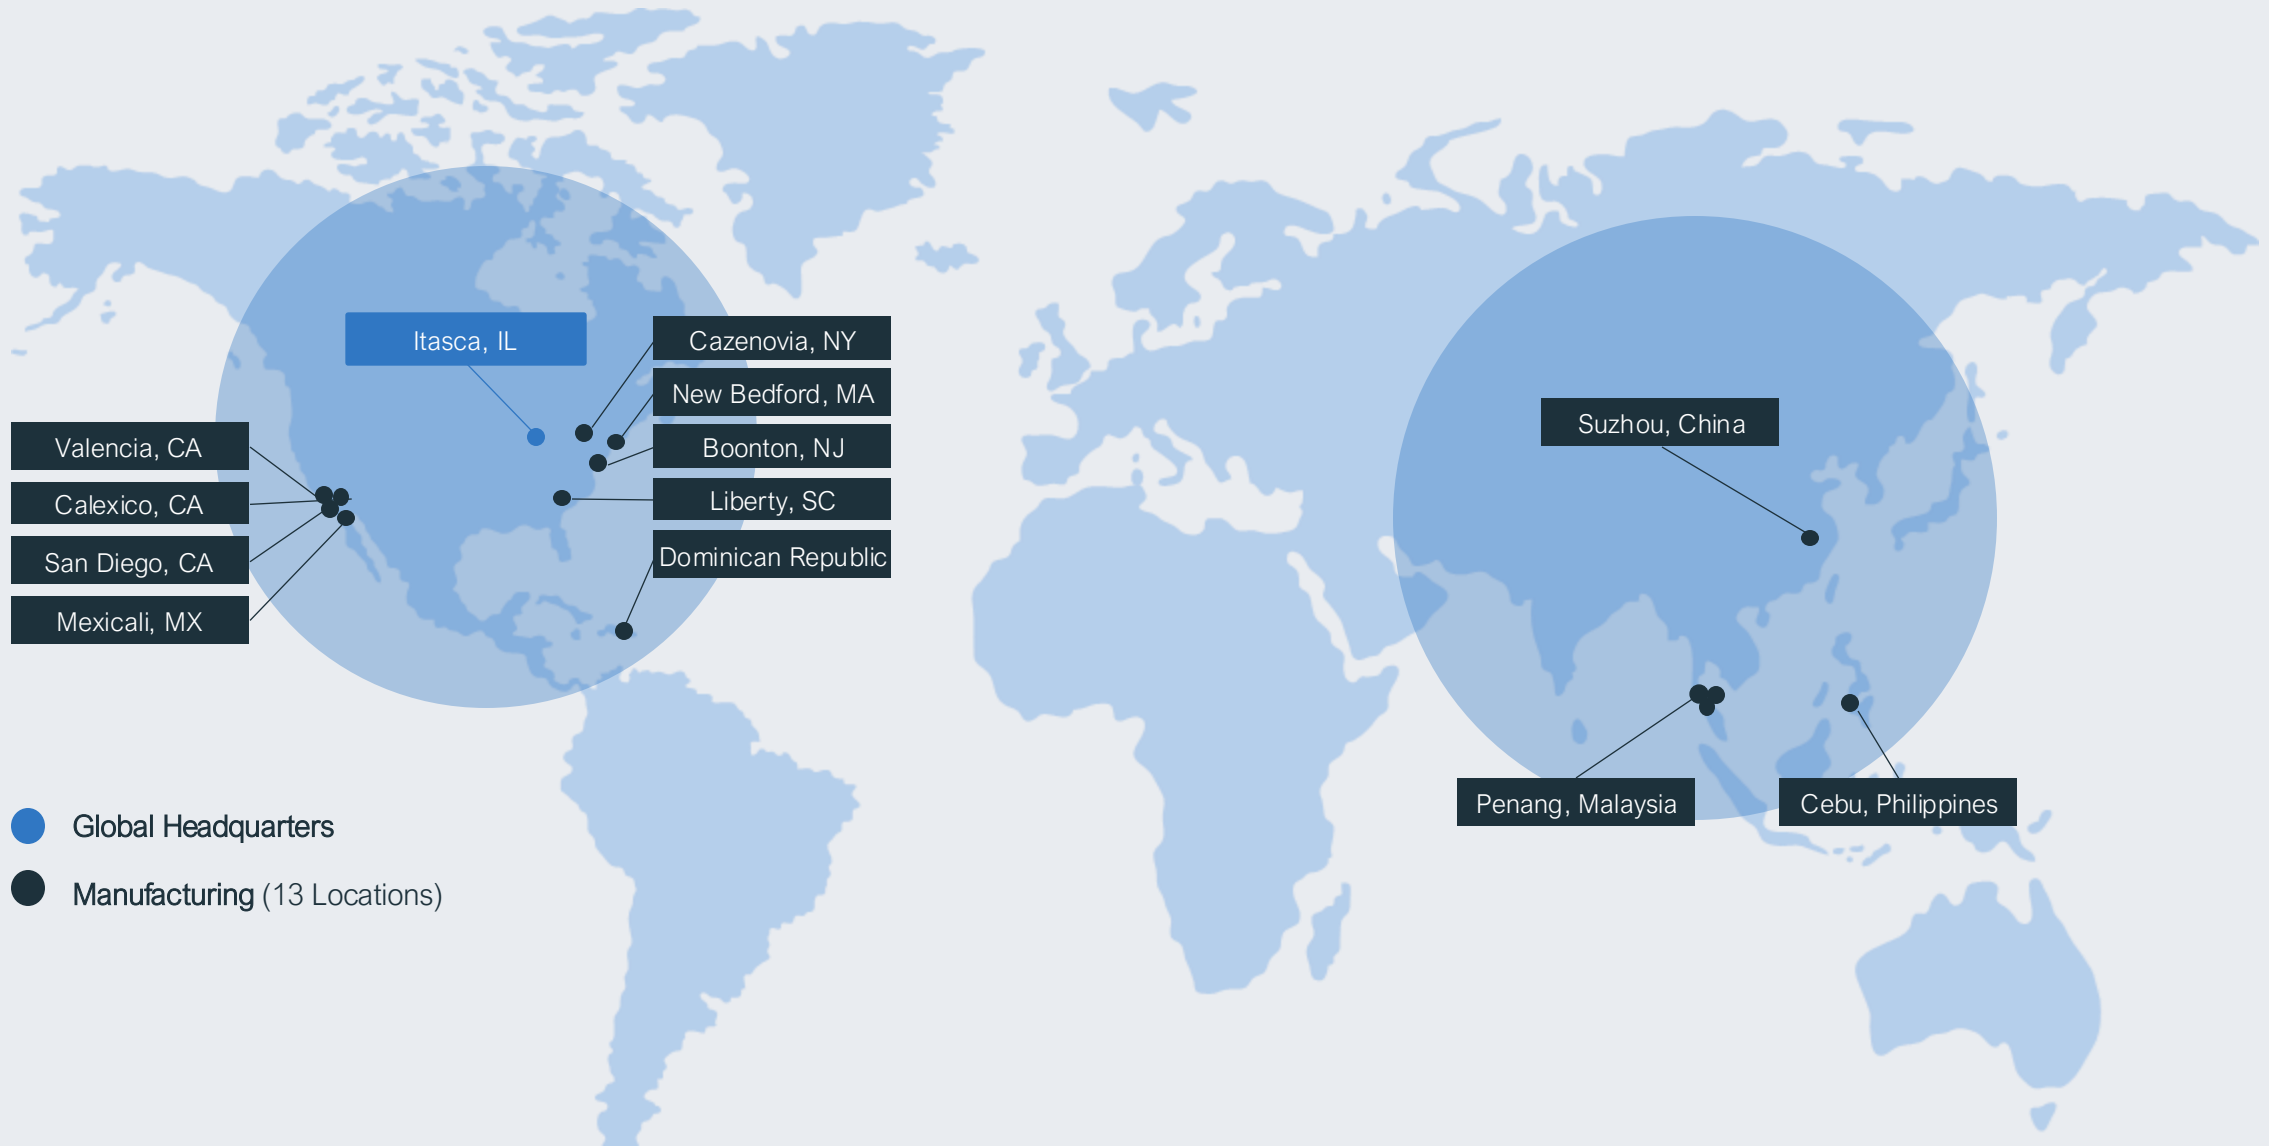 Itasca, IL
Cazenovia, NY
New Bedford, MA
Boonton, NJ
Liberty, SC
Dominican Republic
Valencia, CA
Calexico, CA
San Diego, CA
Mexicali, MX
Suzhou, China
Penang, Malaysia
Cebu, Philippines
Global Headquarters
Manufacturing (13 Locations)